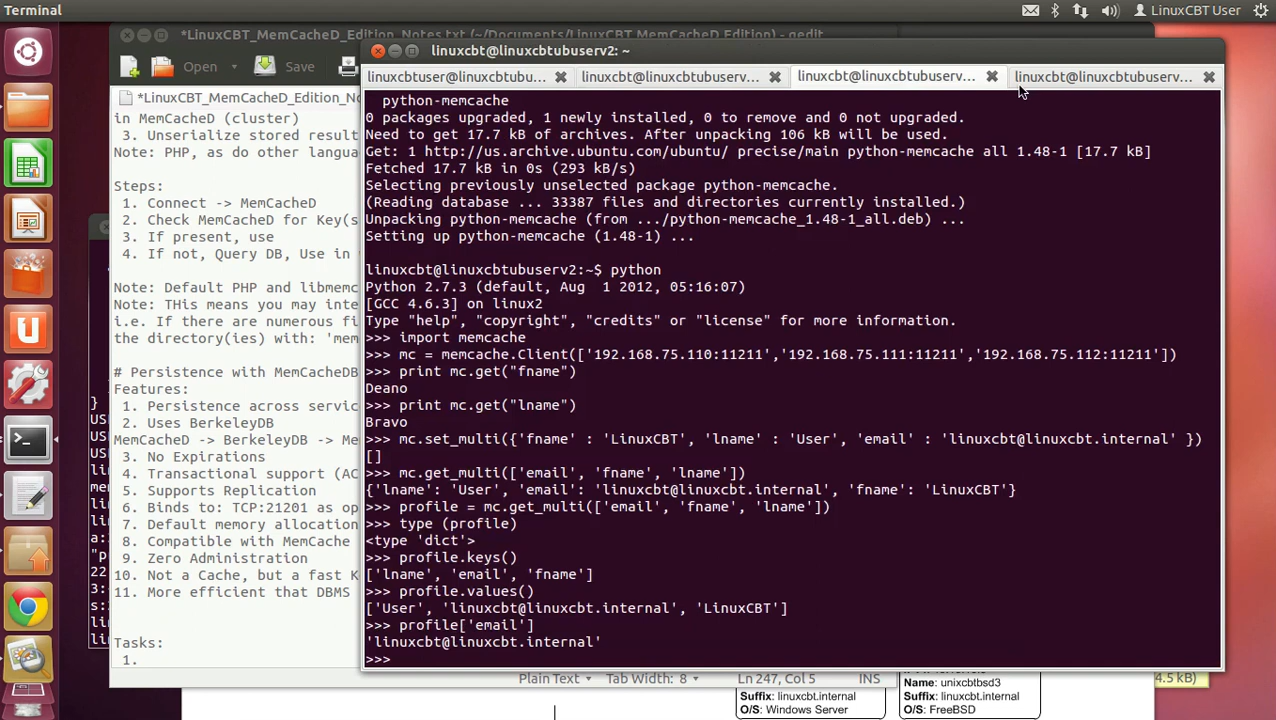 Terminal
LinuxCBT User
*LinuxCBT_MemCacheD_Edition_Notes.txt (~/Documents/LinuxCBT MemCacheD Edition) - gedit
Open
Save
*LinuxCBT_MemCacheD_Edition_No
in MemCacheD (cluster)
3. Unserialize stored result
Note: PHP, as do other langua
Steps:
1. Connect -> MemCacheD
2. Check MemCacheD for Key(s
3. If present, use
4. If not, Query DB, Use in
Note: Default PHP and libmemc
Note: THis means you may inte
i.e. If there are numerous fi
the directory(ies) with: 'mem
# Persistence with MemCacheDB
Features:
1. Persistence across servic
2. Uses BerkeleyDB
MemCacheD -> BerkeleyDB -> Me
3. No Expirations
4. Transactional support (AC
5. Supports Replication
6. Binds to: TCP:21201 as op
7. Default memory allocation
8. Compatible with MemCache
9. Zero Administration
10. Not a Cache, but a fast K
11. More efficient that DBMS
Tasks:
1.
linuxcbt@linuxcbtubuserv2: ~
linuxcbtuser@linuxcbtubu... linuxcbt@linuxcbtubuserv... linuxcbt@linuxcbtubuserv... linuxcbt@linuxcbtubuserv...
python-memcache
0 packages upgraded, 1 newly installed, 0 to remove and 0 not upgraded.
Need to get 17.7 kB of archives. After unpacking 106 kB will be used.
Get: 1 http://us.archive.ubuntu.com/ubuntu/ precise/main python-memcache all 1.48-1 [17.7 kB]
Fetched 17.7 kB in 0s (293 kB/s)
Selecting previously unselected package python-memcache.
(Reading database ... 33387 files and directories currently installed.)
Unpacking python-memcache (from .../python-memcache_1.48-1_all.deb) ...
Setting up python-memcache (1.48-1) ...
linuxcbt@linuxcbtubuserv2:~$ python
Python 2.7.3 (default, Aug  1 2012, 05:16:07)
[GCC 4.6.3] on linux2
Type "help", "copyright", "credits" or "license" for more information.
>>> import memcache
>>> mc = memcache.Client(['192.168.75.110:11211','192.168.75.111:11211','192.168.75.112:11211'])
>>> print mc.get("fname")
Deano
>>> print mc.get("lname")
Bravo
>>> mc.set_multi({'fname' : 'LinuxCBT', 'lname' : 'User', 'email' : 'linuxcbt@linuxcbt.internal' })
[]
>>> mc.get_multi(['email', 'fname', 'lname'])
{'lname': 'User', 'email': 'linuxcbt@linuxcbt.internal', 'fname': 'LinuxCBT'}
>>> profile = mc.get_multi(['email', 'fname', 'lname'])
>>> type (profile)
<type 'dict'>
>>> profile.keys()
['lname', 'email', 'fname']
>>> profile.values()
['User', 'linuxcbt@linuxcbt.internal', 'LinuxCBT']
>>> profile['email']
'linuxcbt@linuxcbt.internal'
>>>
}
US
US
li
me
li
li
a:
"p
22
3:
s:
li
li
Plain Text Tab Width: 8 Ln 247, Col 5 INS
4.5 kB)
Suffix: linuxcbt.internal
O/S: Windows Server
Name: unixcbtbsd3
Suffix: linuxcbt.internal
O/S: FreeBSD